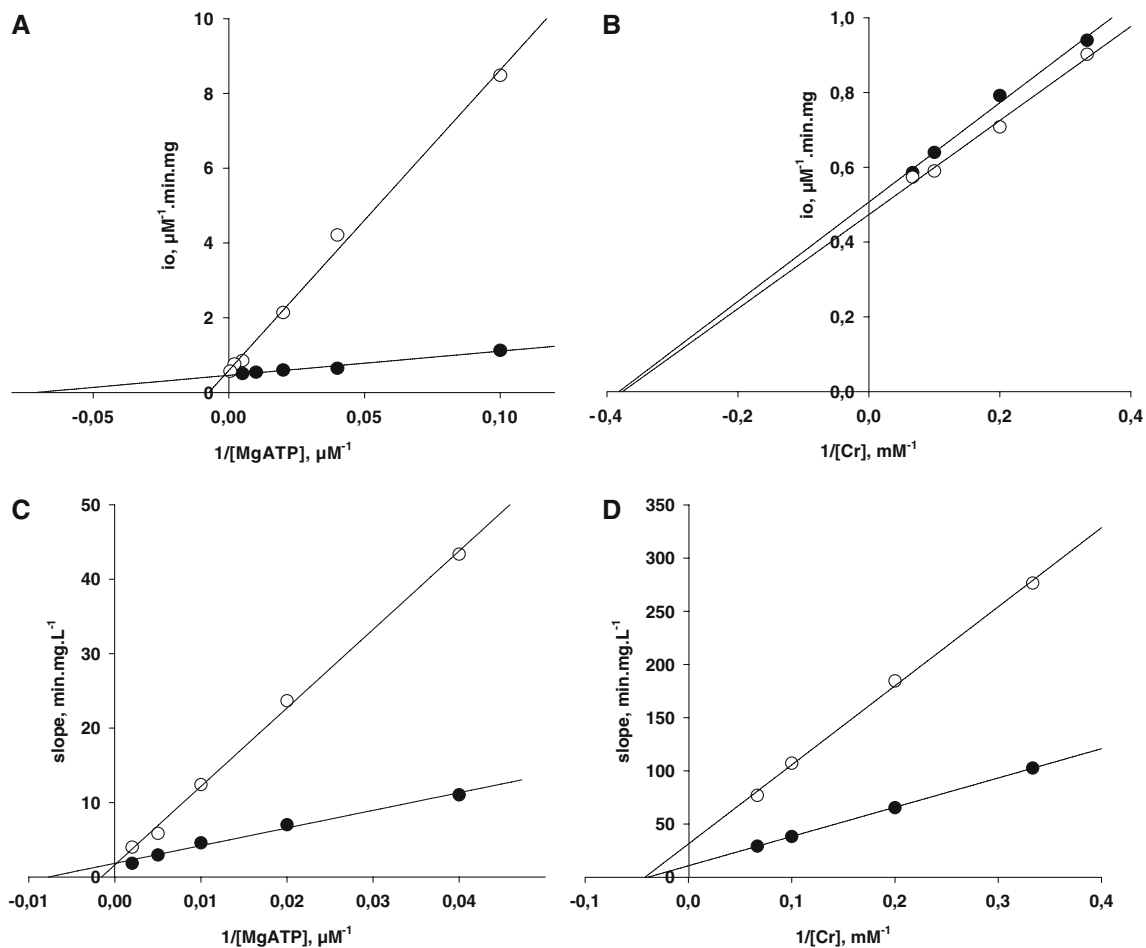 A
io, µM⁻¹.min.mg
10
8
6
4
2
0
-0,05 0,00 0,05 0,10
1/[MgATP], µM⁻¹
B
io, µM⁻¹.min.mg
1,0
0,8
0,6
0,4
0,2
0,0
-0,4 -0,2 0,0 0,2 0,4
1/[Cr], mM⁻¹
C
slope, min.mg.L⁻¹
50
40
30
20
10
0
-0,01 0,00 0,01 0,02 0,03 0,04
1/[MgATP], µM⁻¹
D
slope, min.mg.L⁻¹
350
300
250
200
150
100
50
0
-0,1 0,0 0,1 0,2 0,3 0,4
1/[Cr], mM⁻¹